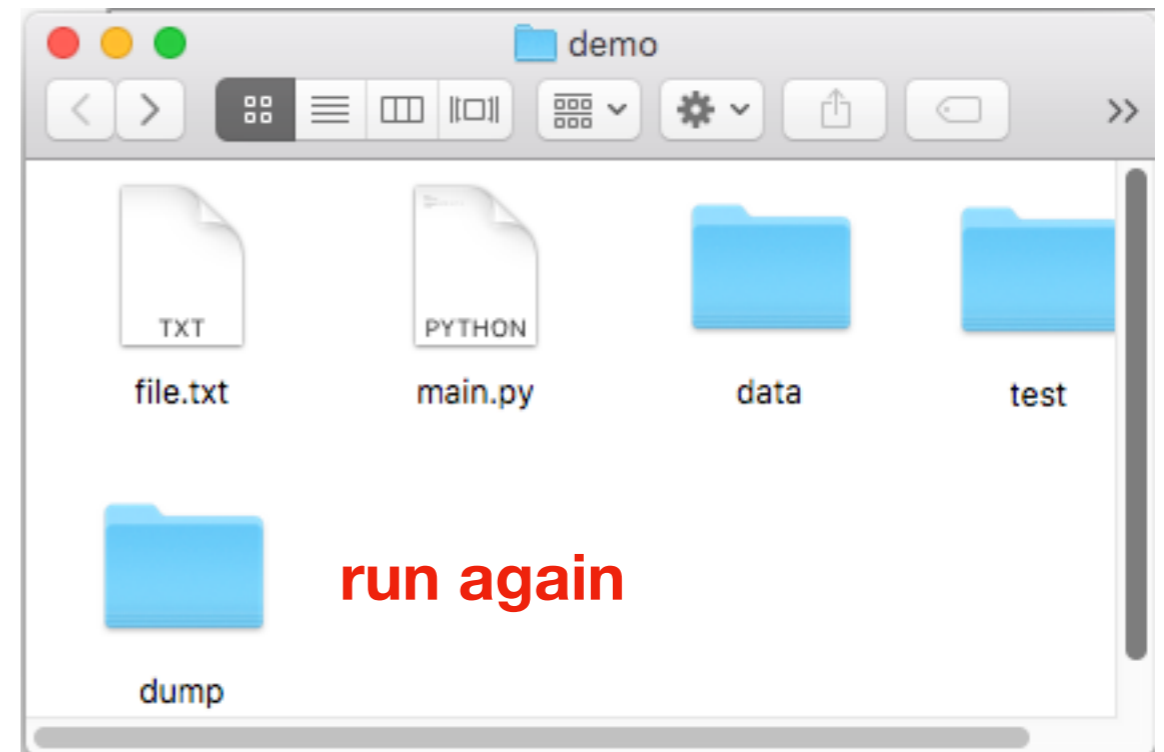 demo
TXT
PYTHON
file.txt
main.py
data
test
run again
dump